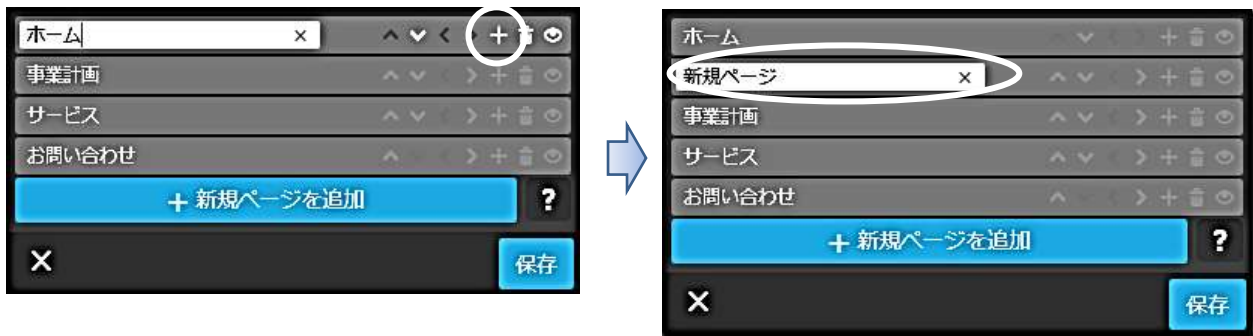 ホーム
事業計画
サービス
お問い合わせ
+ 新規ページを追加 ?
× 保存
ホーム
新規ページ ×
事業計画
サービス
お問い合わせ
+ 新規ページを追加 ?
× 保存